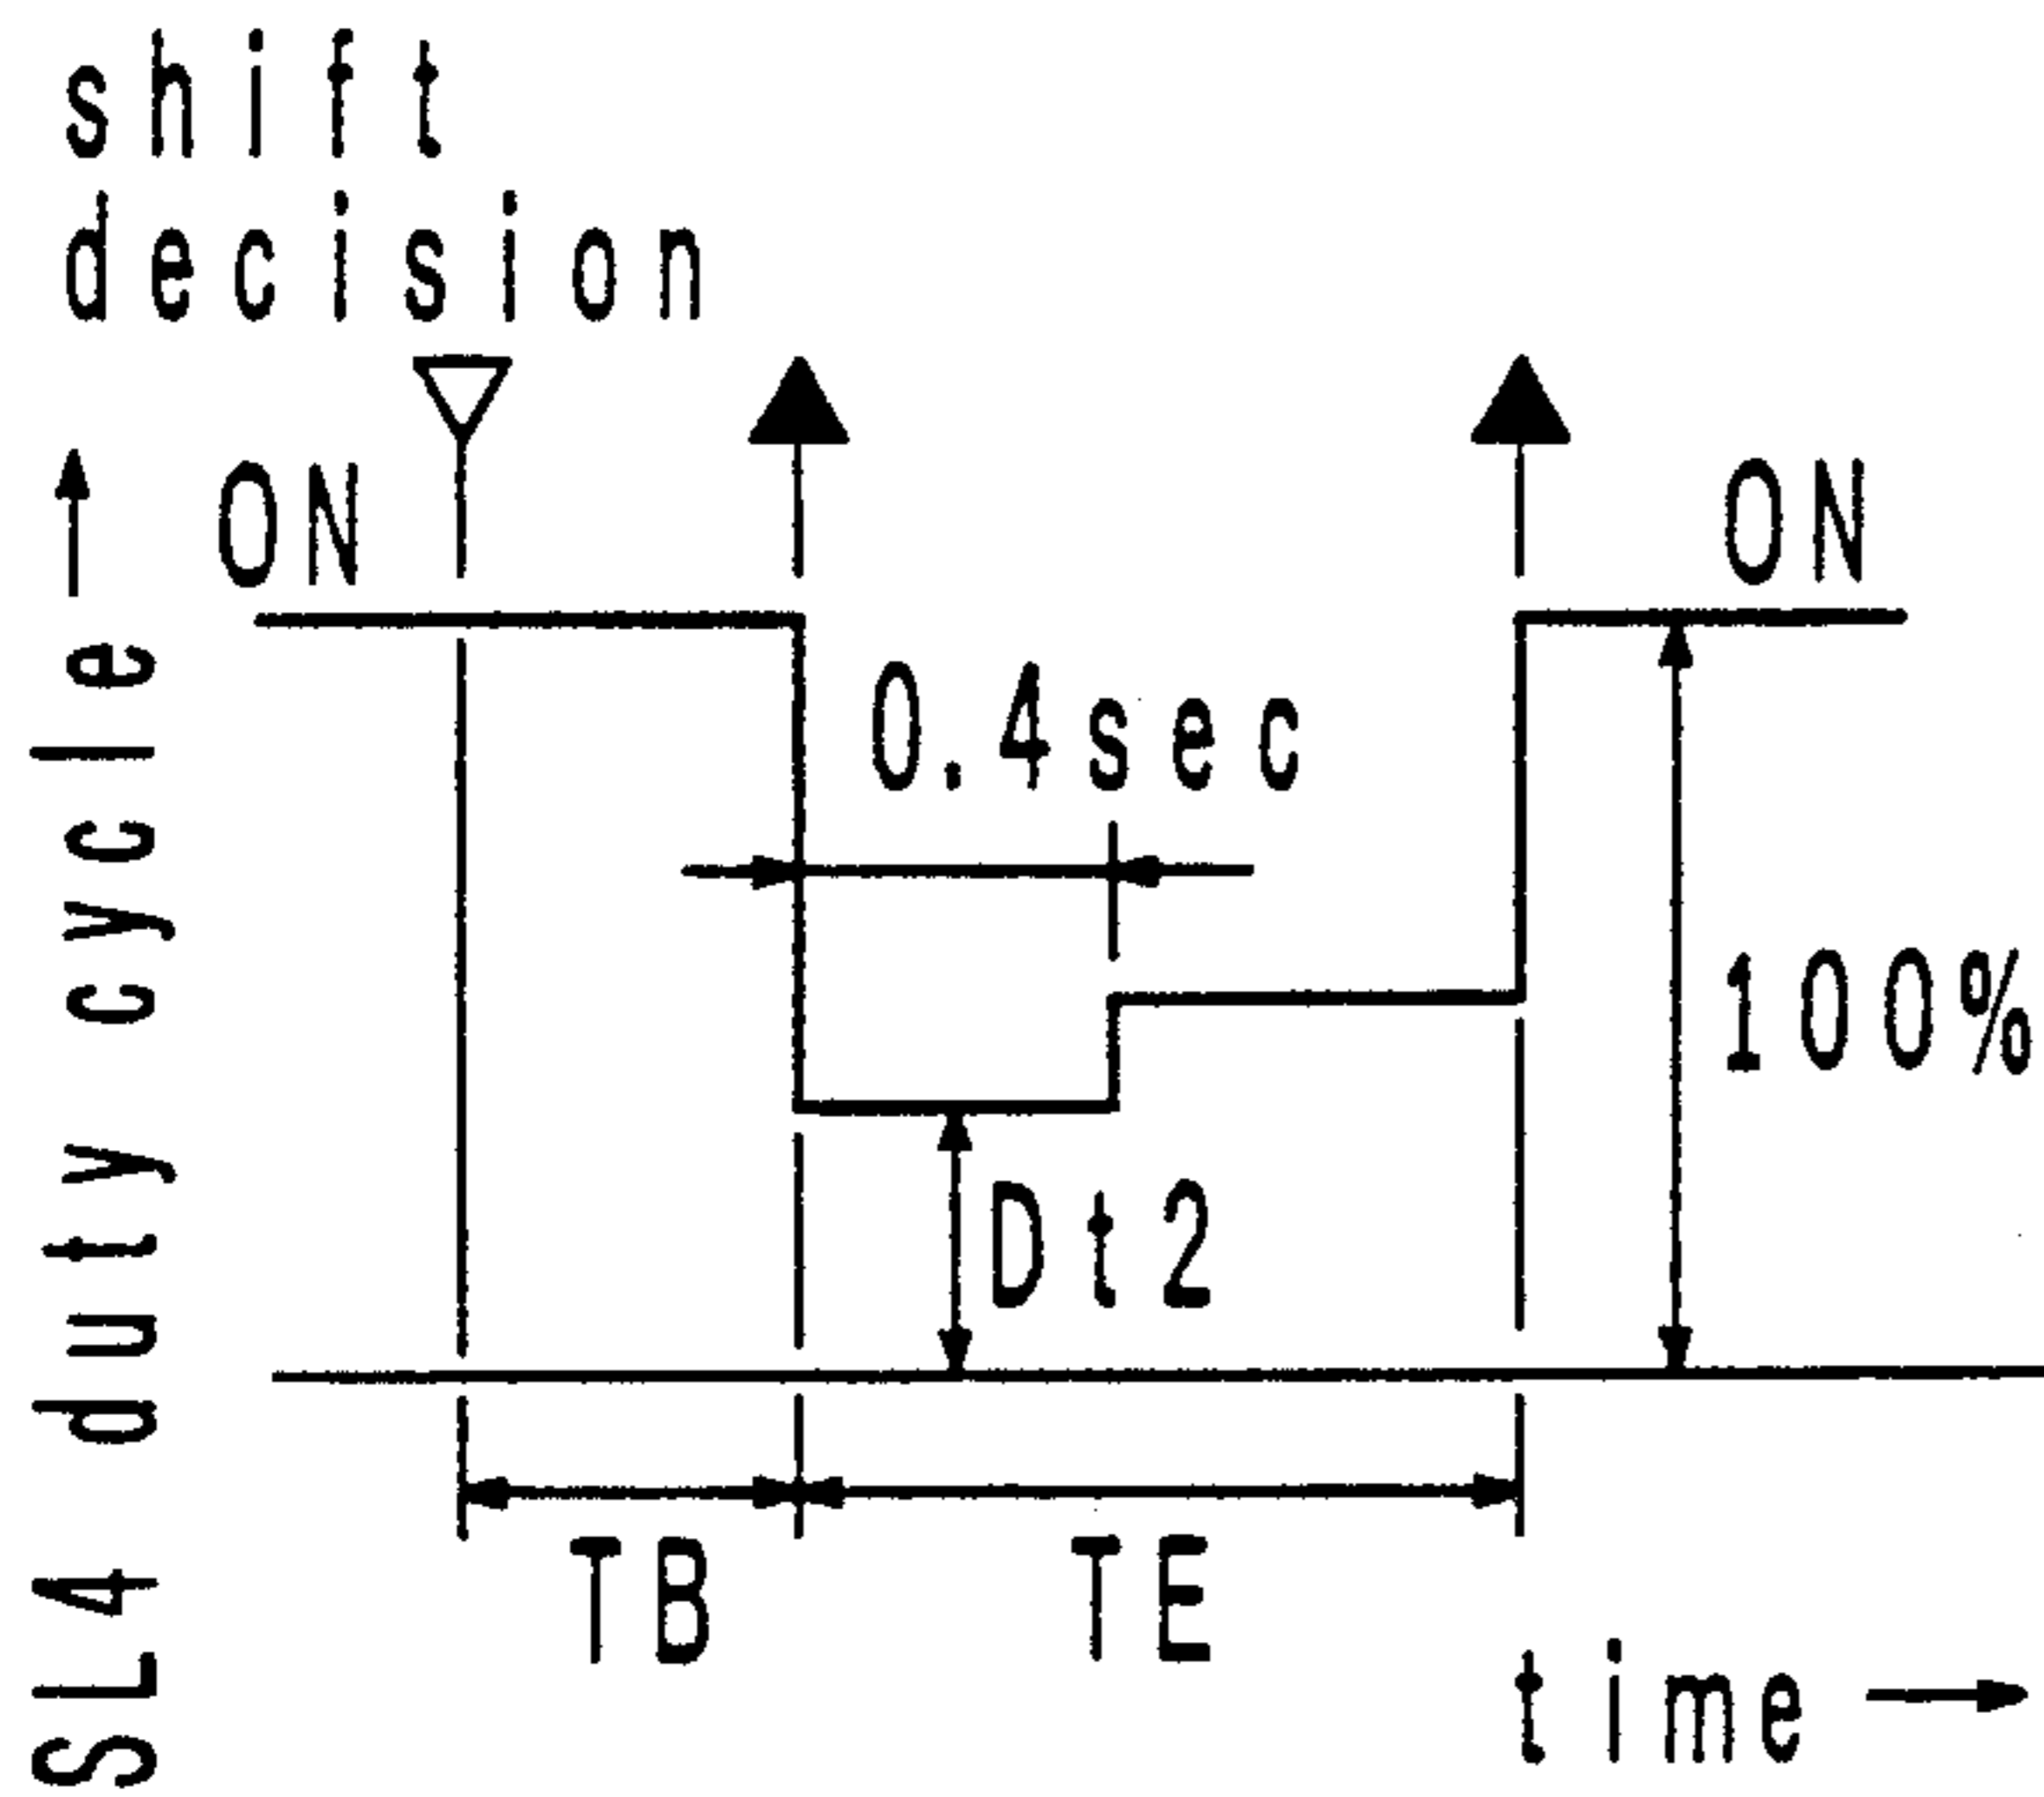 shift
decision
ON
ON
0.4sec
100%
Dt2
SL4 duty cycle
TB
TE
time